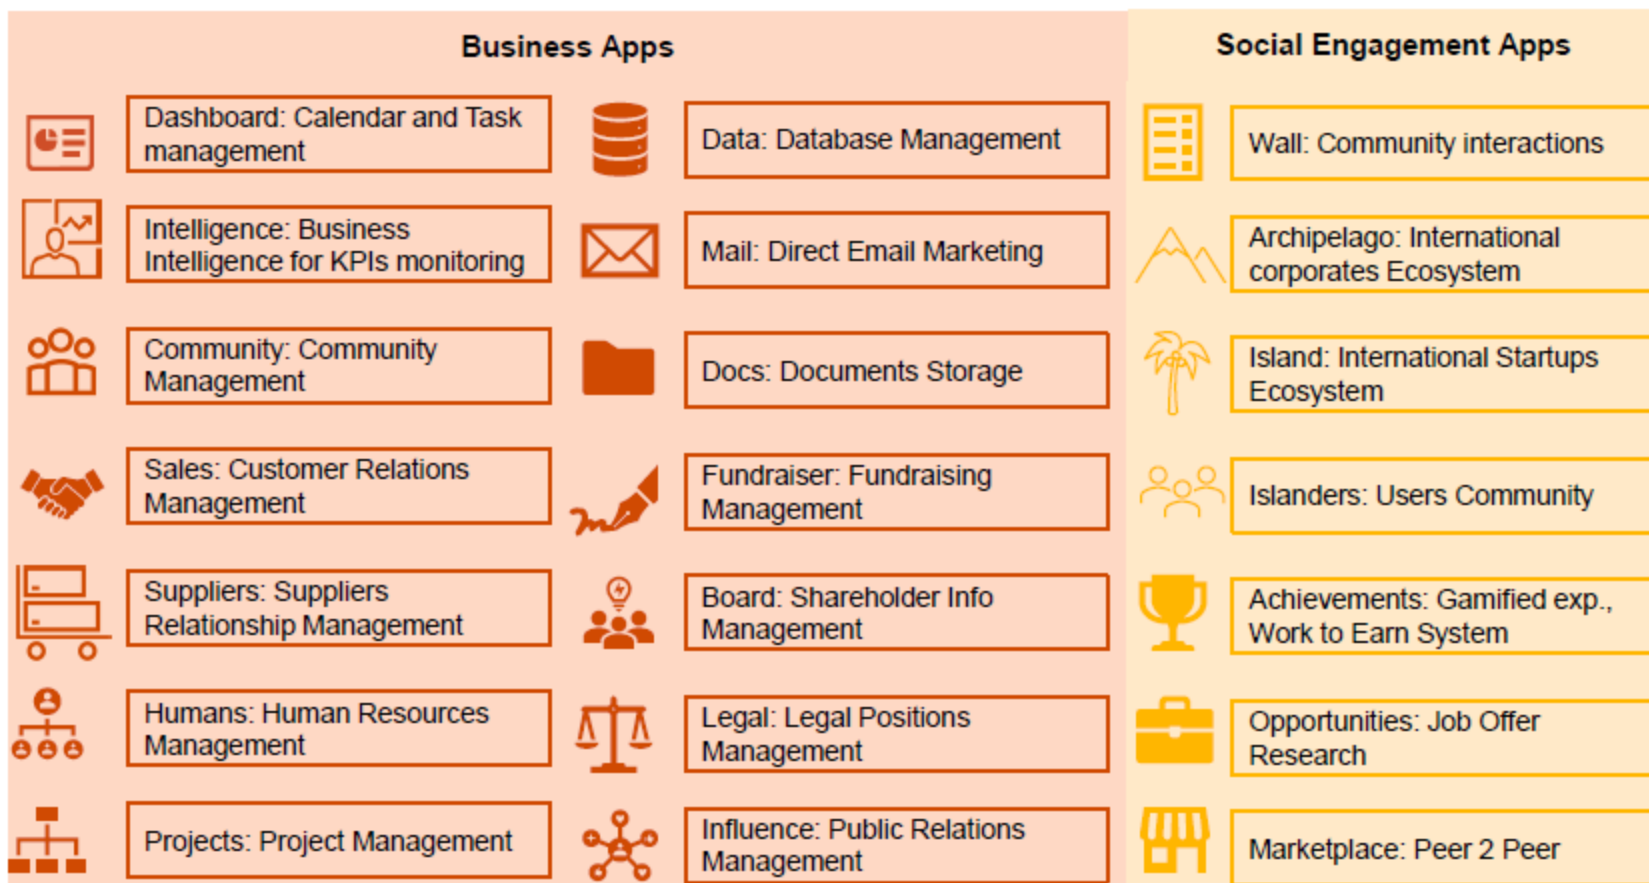 Business Apps
Dashboard: Calendar and Task
management
Intelligence: Business
Intelligence for KPIs monitoring
Community: Community
Management
Sales: Customer Relations
Management
Suppliers: Suppliers
Relationship Management
Humans: Human Resources
Management
Projects: Project Management
Data: Database Management
Mail: Direct Email Marketing
Docs: Documents Storage
Fundraiser: Fundraising
Management
Board: Shareholder Info
Management
Legal: Legal Positions
Management
Influence: Public Relations
Management
Social Engagement Apps
Wall: Community interactions
Archipelago: International
corporates Ecosystem
Island: International Startups
Ecosystem
Islanders: Users Community
Achievements: Gamified exp.,
Work to Earn System
Opportunities: Job Offer
Research
Marketplace: Peer 2 Peer